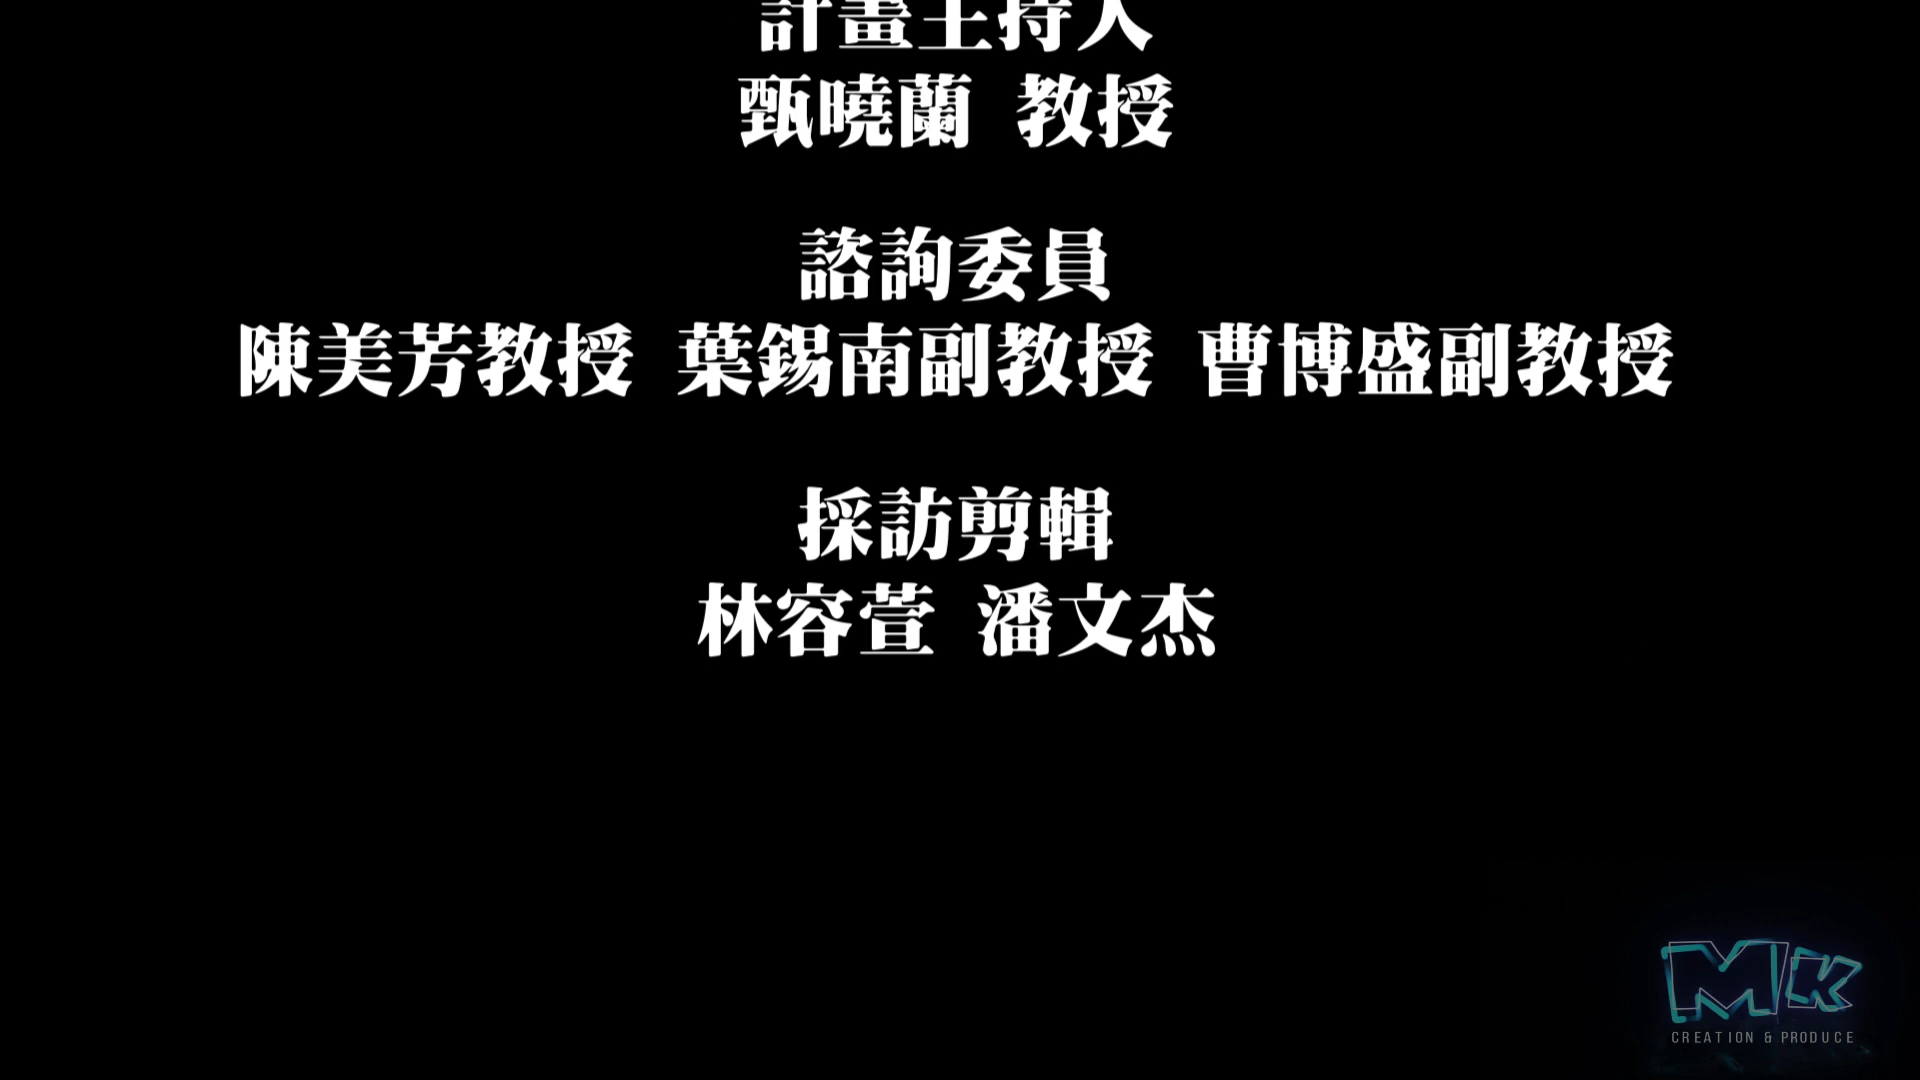 計畫主持人
甄曉蘭 教授
諮詢委員
陳美芳教授 葉錫南副教授 曹博盛副教授
採訪剪輯
林容萱 潘文杰
MK
CREATION & PRODUCE